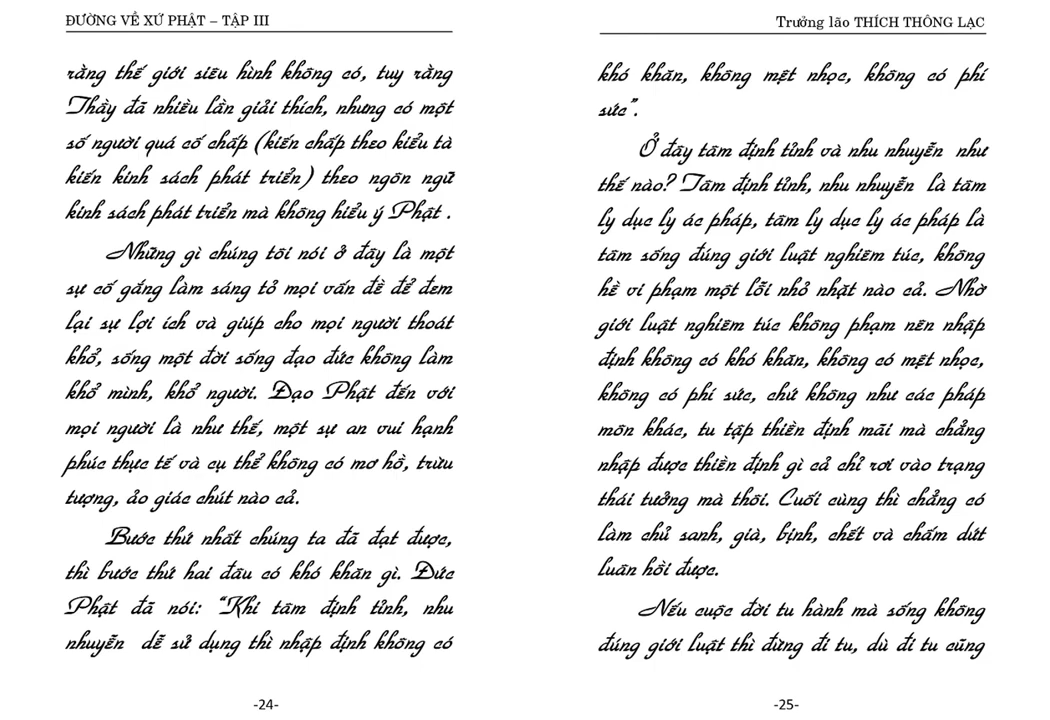 ĐƯỜNG VỀ XỨ PHẬT – TẬP III
rằng thế giới siêu hình không có, tuy rằng
Thầy đã nhiều lần giải thích, nhưng có một
số người quá cố chấp (kiến chấp theo kiểu tà
kiến kinh sách phát triển) theo ngôn ngữ
kinh sách phát triển mà không hiểu ý Phật .
Những gì chúng tôi nói ở đây là một
sự cố gắng làm sáng tỏ mọi vấn đề để đem
lại sự lợi ích và giúp cho mọi người thoát
khổ, sống một đời sống đạo đức không làm
khổ mình, khổ người. Đạo Phật đến với
mọi người là như thế, một sự an vui hạnh
phúc thực tế và cụ thể không có mơ hồ, trừu
tượng, ảo giác chút nào cả.
Bước thứ nhất chúng ta đã đạt được,
thì bước thứ hai đâu có khó khăn gì. Đức
Phật đã nói: “Khi tâm định tỉnh, nhu
nhuyễn dễ sử dụng thì nhập định không có
-24-
Trưởng lão THÍCH THÔNG LẠC
khó khăn, không mệt nhọc, không có phí
sức”.
Ở đây tâm định tỉnh và nhu nhuyễn như
thế nào? Tâm định tỉnh, nhu nhuyễn là tâm
ly dục ly ác pháp, tâm ly dục ly ác pháp là
tâm sống đúng giới luật nghiêm túc, không
hề vi phạm một lỗi nhỏ nhặt nào cả. Nhờ
giới luật nghiêm túc không phạm nên nhập
định không có khó khăn, không có mệt nhọc,
không có phí sức, chứ không như các pháp
môn khác, tu tập thiền định mãi mà chẳng
nhập được thiền định gì cả chỉ rơi vào trạng
thái tưởng mà thôi. Cuối cùng thì chẳng có
làm chủ sanh, già, bịnh, chết và chấm dứt
luân hồi được.
Nếu cuộc đời tu hành mà sống không
đúng giới luật thì đừng đi tu, dù đi tu cũng
-25-